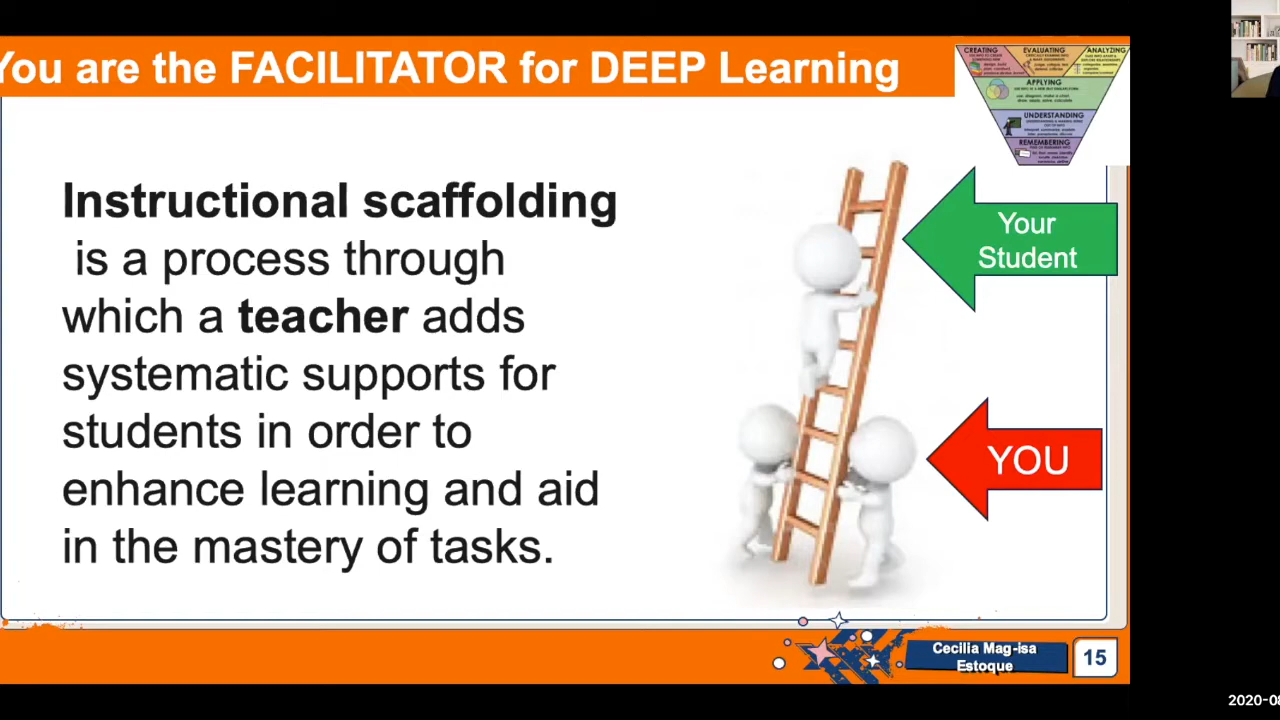 You are the FACILITATOR for DEEP Learning
CREATING
EVALUATING
ANALYZING
APPLYING
UNDERSTANDING
REMEMBERING
Instructional scaffolding
is a process through
which a teacher adds
systematic supports for
students in order to
enhance learning and aid
in the mastery of tasks.
Your
Student
YOU
Cecilia Mag-isa
Estoque
15
2020-08